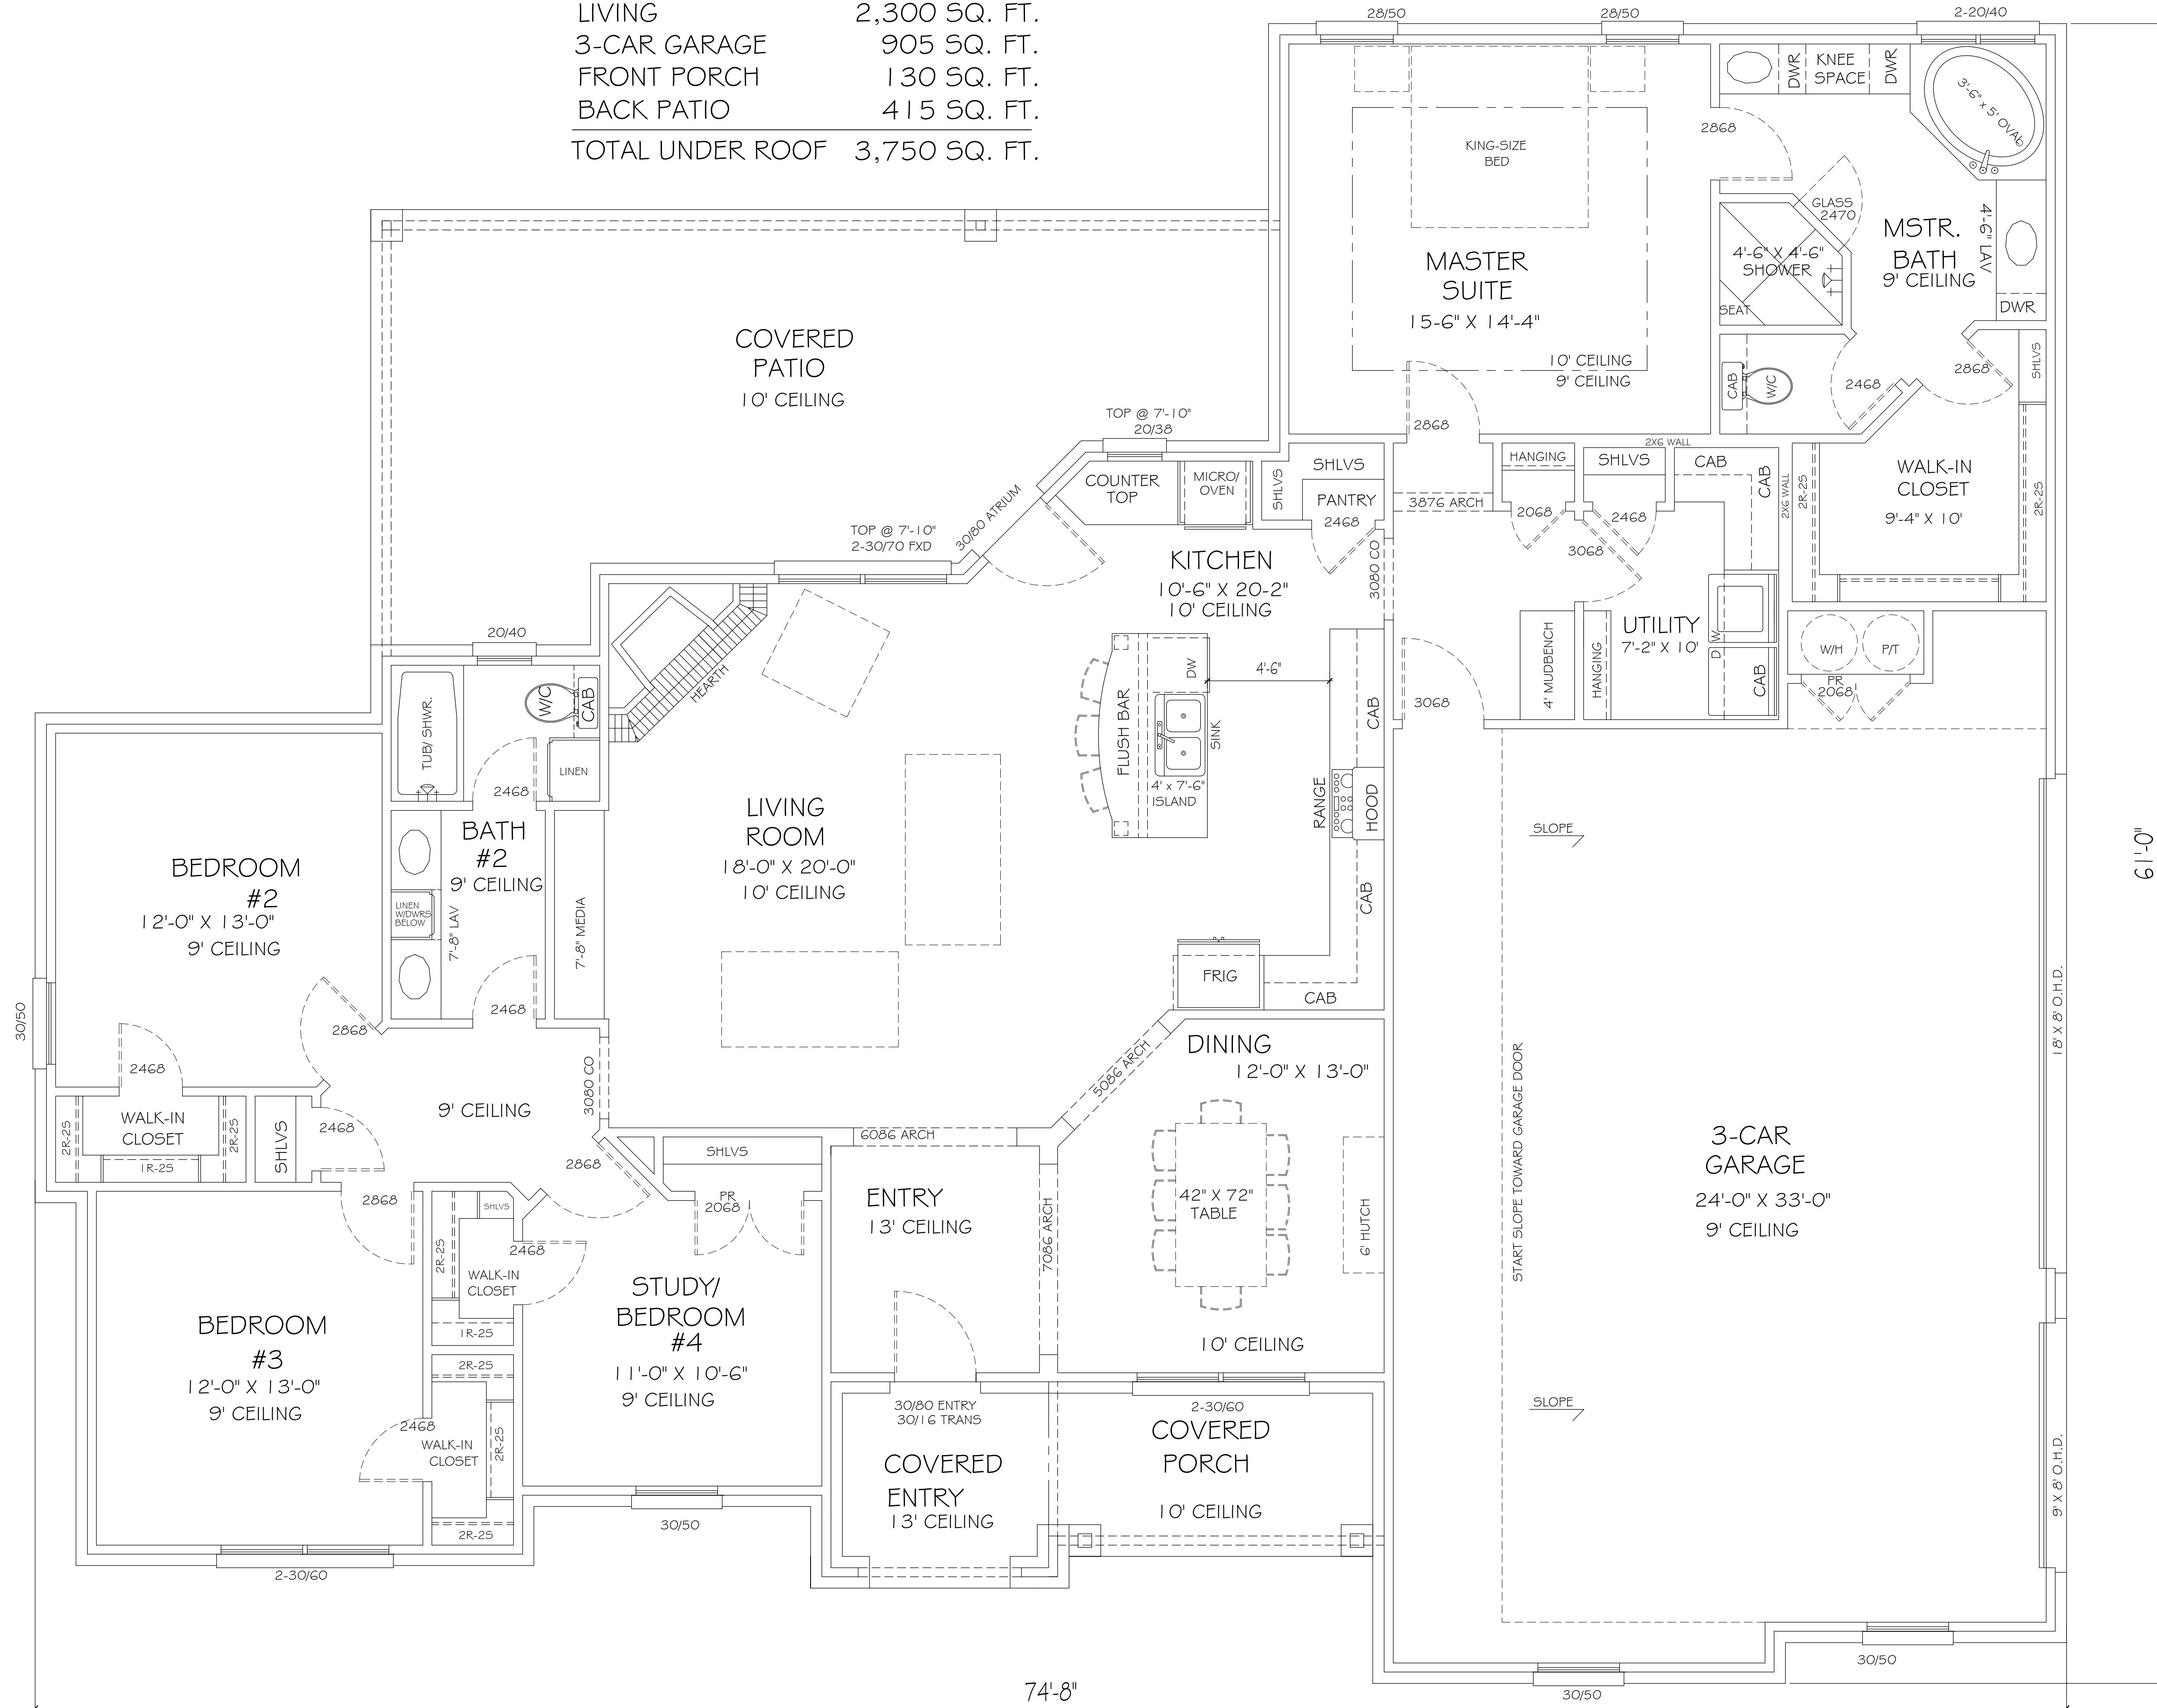 LIVING 2,300 SQ. FT.
3-CAR GARAGE 905 SQ. FT.
FRONT PORCH 130 SQ. FT.
BACK PATIO 415 SQ. FT.
TOTAL UNDER ROOF 3,750 SQ. FT.
28/50
28/50
2-20/40
KING-SIZE
BED
MASTER
SUITE
15-6" X 14'-4"
10' CEILING
9' CEILING
2868
2868
DWR
KNEE
SPACE
DWR
3'-6" x 5' OVAL
GLASS
2470
4'-6" X 4'-6"
SHOWER
SEAT
MSTR.
BATH
9' CEILING
4'-6" LAV
DWR
CAB
W/C
2468
2868
SHLVS
WALK-IN
CLOSET
9'-4" X 10'
2R-2S
2R-2S
2X6 WALL
2X6 WALL
COVERED
PATIO
10' CEILING
TOP @ 7'-10"
20/38
COUNTER
TOP
MICRO/
OVEN
SHLVS
SHLVS
PANTRY
2468
30/80 ATRIUM
TOP @ 7'-10"
2-30/70 FXD
3876 ARCH
HANGING
2068
SHLVS
2468
3068
CAB
CAB
KITCHEN
10'-6" X 20-2"
10' CEILING
3080 CO
3068
4' MUDBENCH
HANGING
UTILITY
7'-2" X 10'
W
D
CAB
W/H
P/T
PR
2068
20/40
TUB/ SHWR.
W/C
CAB
LINEN
2468
HEARTH
FLUSH BAR
DW
SINK
4' x 7'-6"
ISLAND
4'-6"
CAB
RANGE
HOOD
CAB
FRIG
CAB
LIVING
ROOM
18'-0" X 20'-0"
10' CEILING
BATH
#2
9' CEILING
LINEN
W/DWRS
BELOW
7'-8" LAV
7'-8" MEDIA
2468
BEDROOM
#2
12'-0" X 13'-0"
9' CEILING
30/50
2868
2468
WALK-IN
CLOSET
2R-2S
2R-2S
1R-2S
SHLVS
2468
9' CEILING
3080 CO
2868
2868
SHLVS
PR
2068
6086 ARCH
5086 ARCH
7086 ARCH
ENTRY
13' CEILING
DINING
12'-0" X 13'-0"
42" X 72"
TABLE
6' HUTCH
10' CEILING
BEDROOM
#3
12'-0" X 13'-0"
9' CEILING
SHLVS
2R-2S
2468
WALK-IN
CLOSET
1R-2S
2R-2S
2468
WALK-IN
CLOSET
2R-2S
2R-2S
STUDY/
BEDROOM
#4
11'-0" X 10'-6"
9' CEILING
2-30/60
30/50
30/80 ENTRY
30/16 TRANS
COVERED
ENTRY
13' CEILING
2-30/60
COVERED
PORCH
10' CEILING
SLOPE
START SLOPE TOWARD GARAGE DOOR
3-CAR
GARAGE
24'-0" X 33'-0"
9' CEILING
SLOPE
18' X 8' O.H.D.
9' X 8' O.H.D.
30/50
30/50
61'-0"
74'-8"